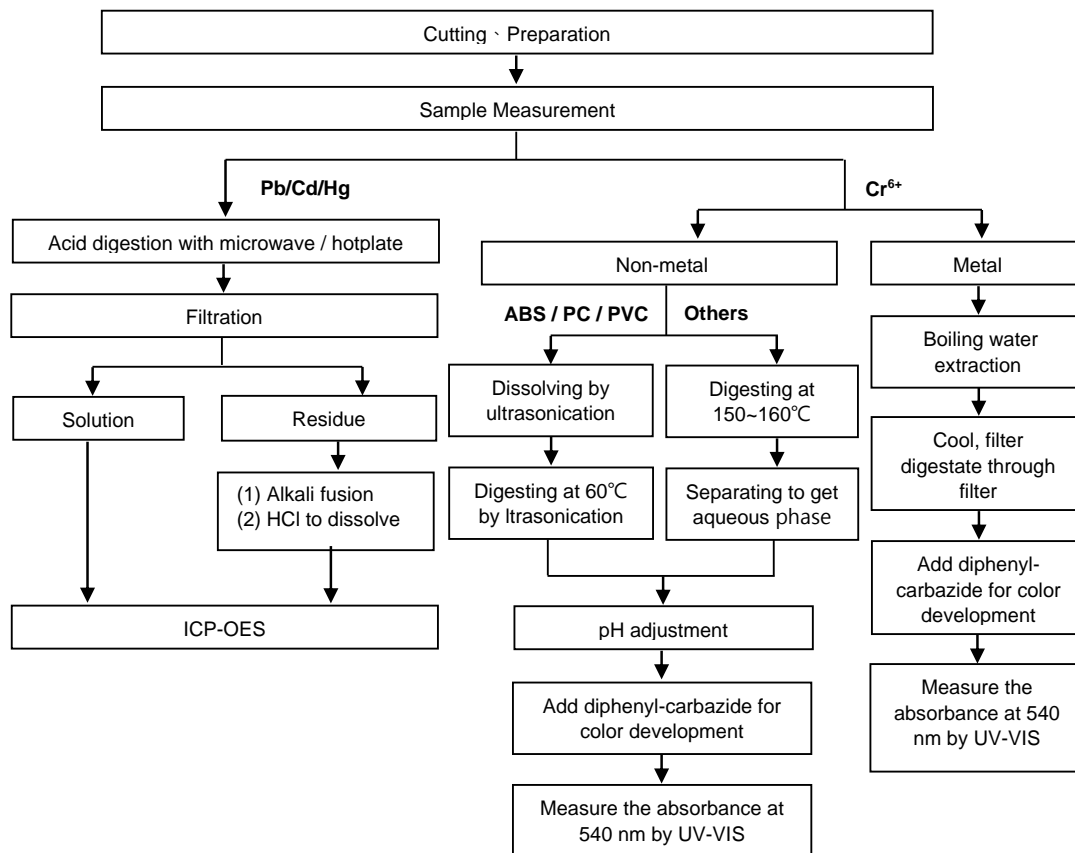 Cutting、Preparation
Sample Measurement
Pb/Cd/Hg
Cr⁶⁺
Acid digestion with microwave / hotplate
Filtration
Solution
Residue
(1) Alkali fusion
(2) HCl to dissolve
ICP-OES
Non-metal
ABS / PC / PVC
Others
Dissolving by
ultrasonication
Digesting at
150~160℃
Digesting at 60℃
by ltrasonication
Separating to get
aqueous phase
pH adjustment
Add diphenyl-carbazide for
color development
Measure the absorbance at
540 nm by UV-VIS
Metal
Boiling water
extraction
Cool, filter
digestate through
filter
Add diphenyl-
carbazide for color
development
Measure the
absorbance at 540
nm by UV-VIS